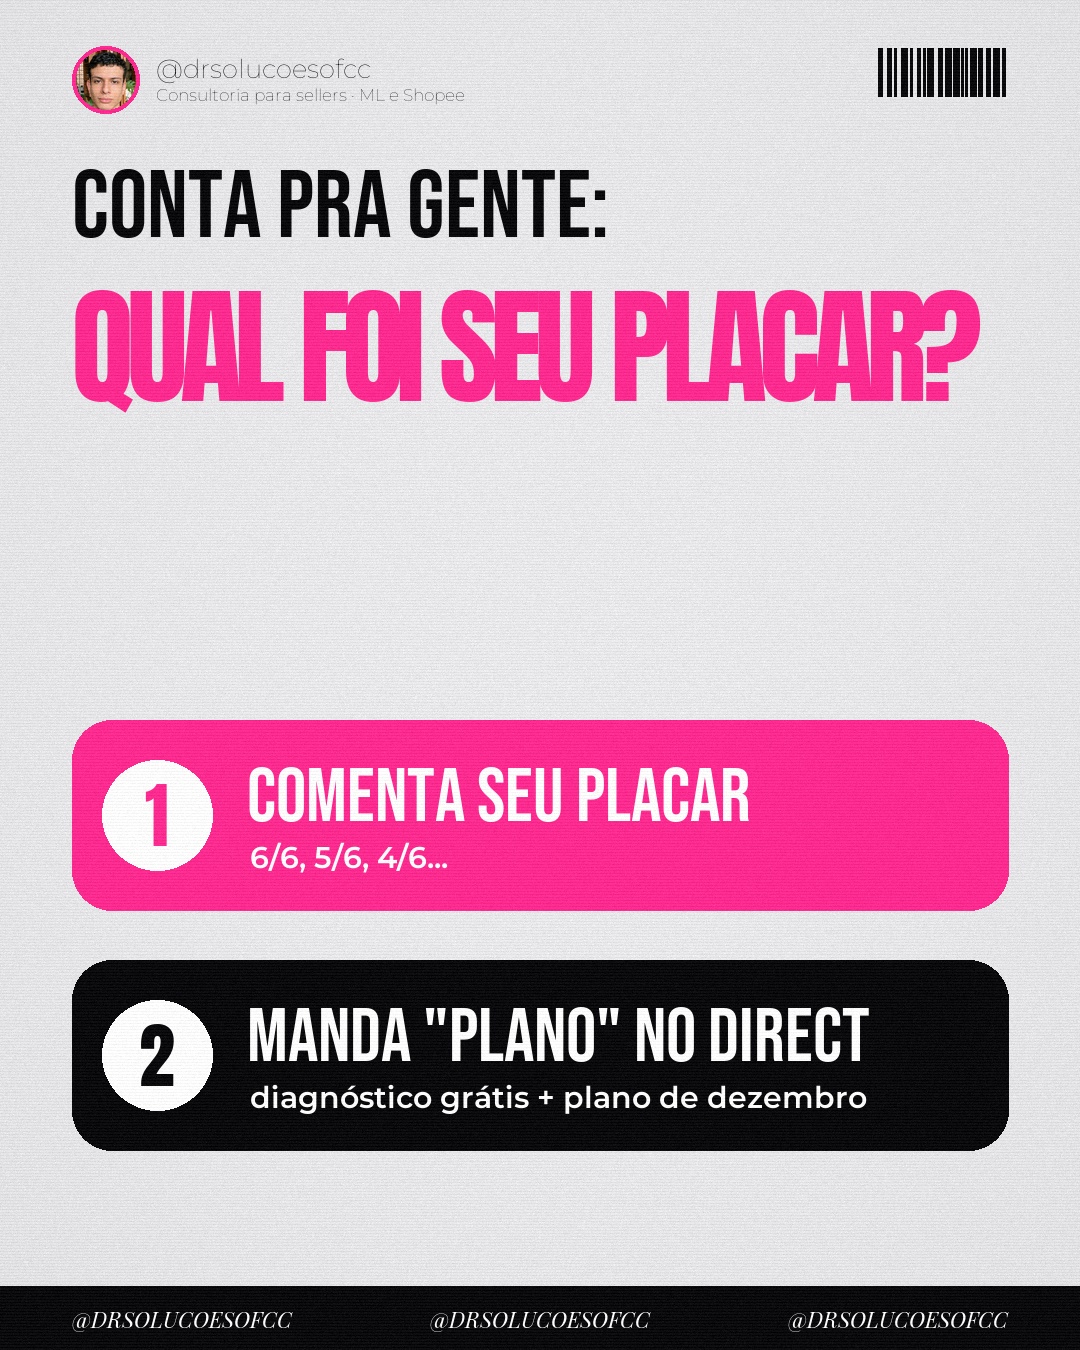 @drsolucoesofcc
Consultoria para sellers · ML e Shopee
CONTA PRA GENTE:
QUAL FOI SEU PLACAR?
1
COMENTA SEU PLACAR
6/6, 5/6, 4/6...
2
MANDA "PLANO" NO DIRECT
diagnóstico grátis + plano de dezembro
@DRSOLUCOESOFCC @DRSOLUCOESOFCC @DRSOLUCOESOFCC